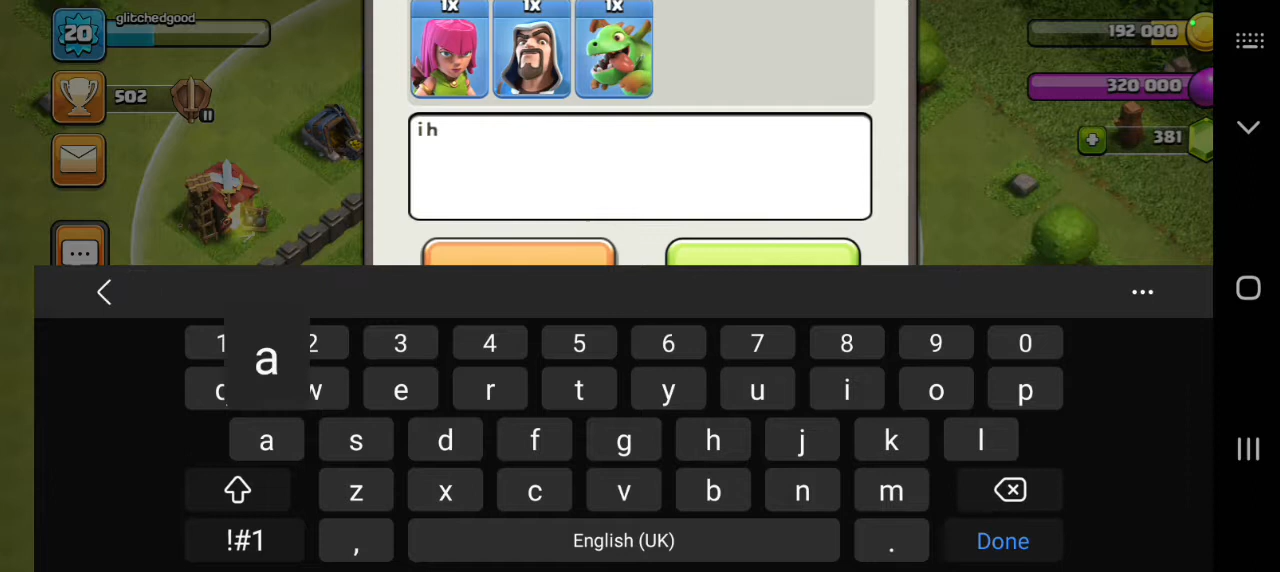 glitchedgood
20
502
1x 1x 1x
192 000
320 000
381
i h
1 2 3 4 5 6 7 8 9 0
a
q w e r t y u i o p
a s d f g h j k l
z x c v b n m
!#1 , English (UK) . Done